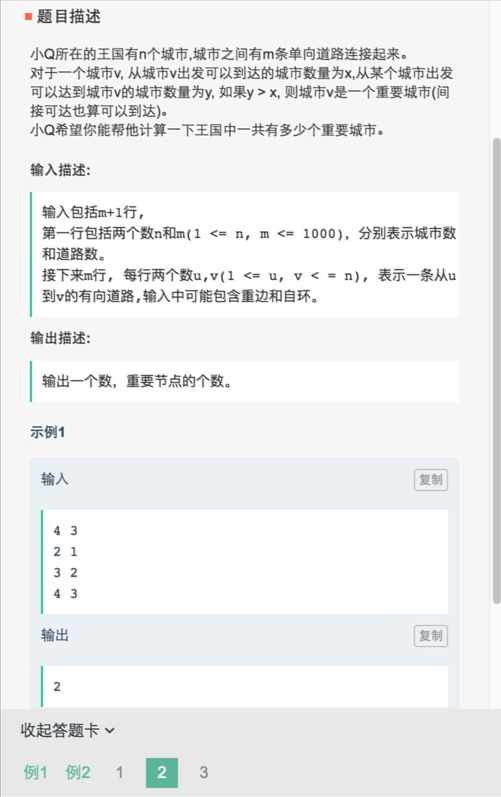 题目描述
小Q所在的王国有n个城市,城市之间有m条单向道路连接起来。
对于一个城市v, 从城市v出发可以到达的城市数量为x,从某个城市出发
可以达到城市v的城市数量为y, 如果y > x, 则城市v是一个重要城市(间
接可达也算可以到达)。
小Q希望你能帮他计算一下王国中一共有多少个重要城市。
输入描述:
输入包括m+1行,
第一行包括两个数n和m(1 <= n, m <= 1000), 分别表示城市数
和道路数。
接下来m行, 每行两个数u,v(1 <= u, v < = n), 表示一条从u
到v的有向道路,输入中可能包含重边和自环。
输出描述:
输出一个数, 重要节点的个数。
示例1
输入 复制
4 3
2 1
3 2
4 3
输出 复制
2
收起答题卡
例1 例2 1 2 3